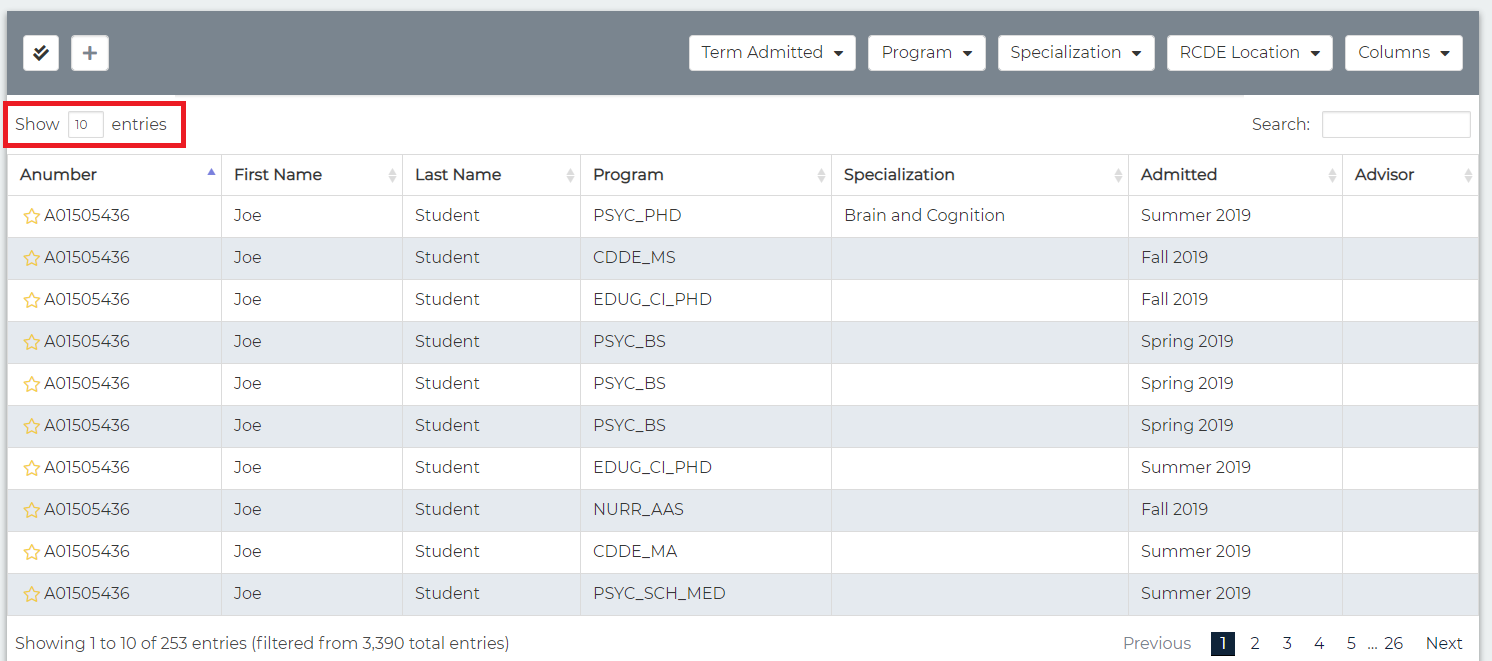 Term Admitted Program Specialization RCDE Location Columns
Show 10 entries Search:
Anumber First Name Last Name Program Specialization Admitted Advisor
A01505436 Joe Student PSYC_PHD Brain and Cognition Summer 2019
A01505436 Joe Student CDDE_MS Fall 2019
A01505436 Joe Student EDUG_CI_PHD Fall 2019
A01505436 Joe Student PSYC_BS Spring 2019
A01505436 Joe Student PSYC_BS Spring 2019
A01505436 Joe Student PSYC_BS Spring 2019
A01505436 Joe Student EDUG_CI_PHD Summer 2019
A01505436 Joe Student NURR_AAS Fall 2019
A01505436 Joe Student CDDE_MA Summer 2019
A01505436 Joe Student PSYC_SCH_MED Summer 2019
Showing 1 to 10 of 253 entries (filtered from 3,390 total entries) Previous 1 2 3 4 5 ... 26 Next